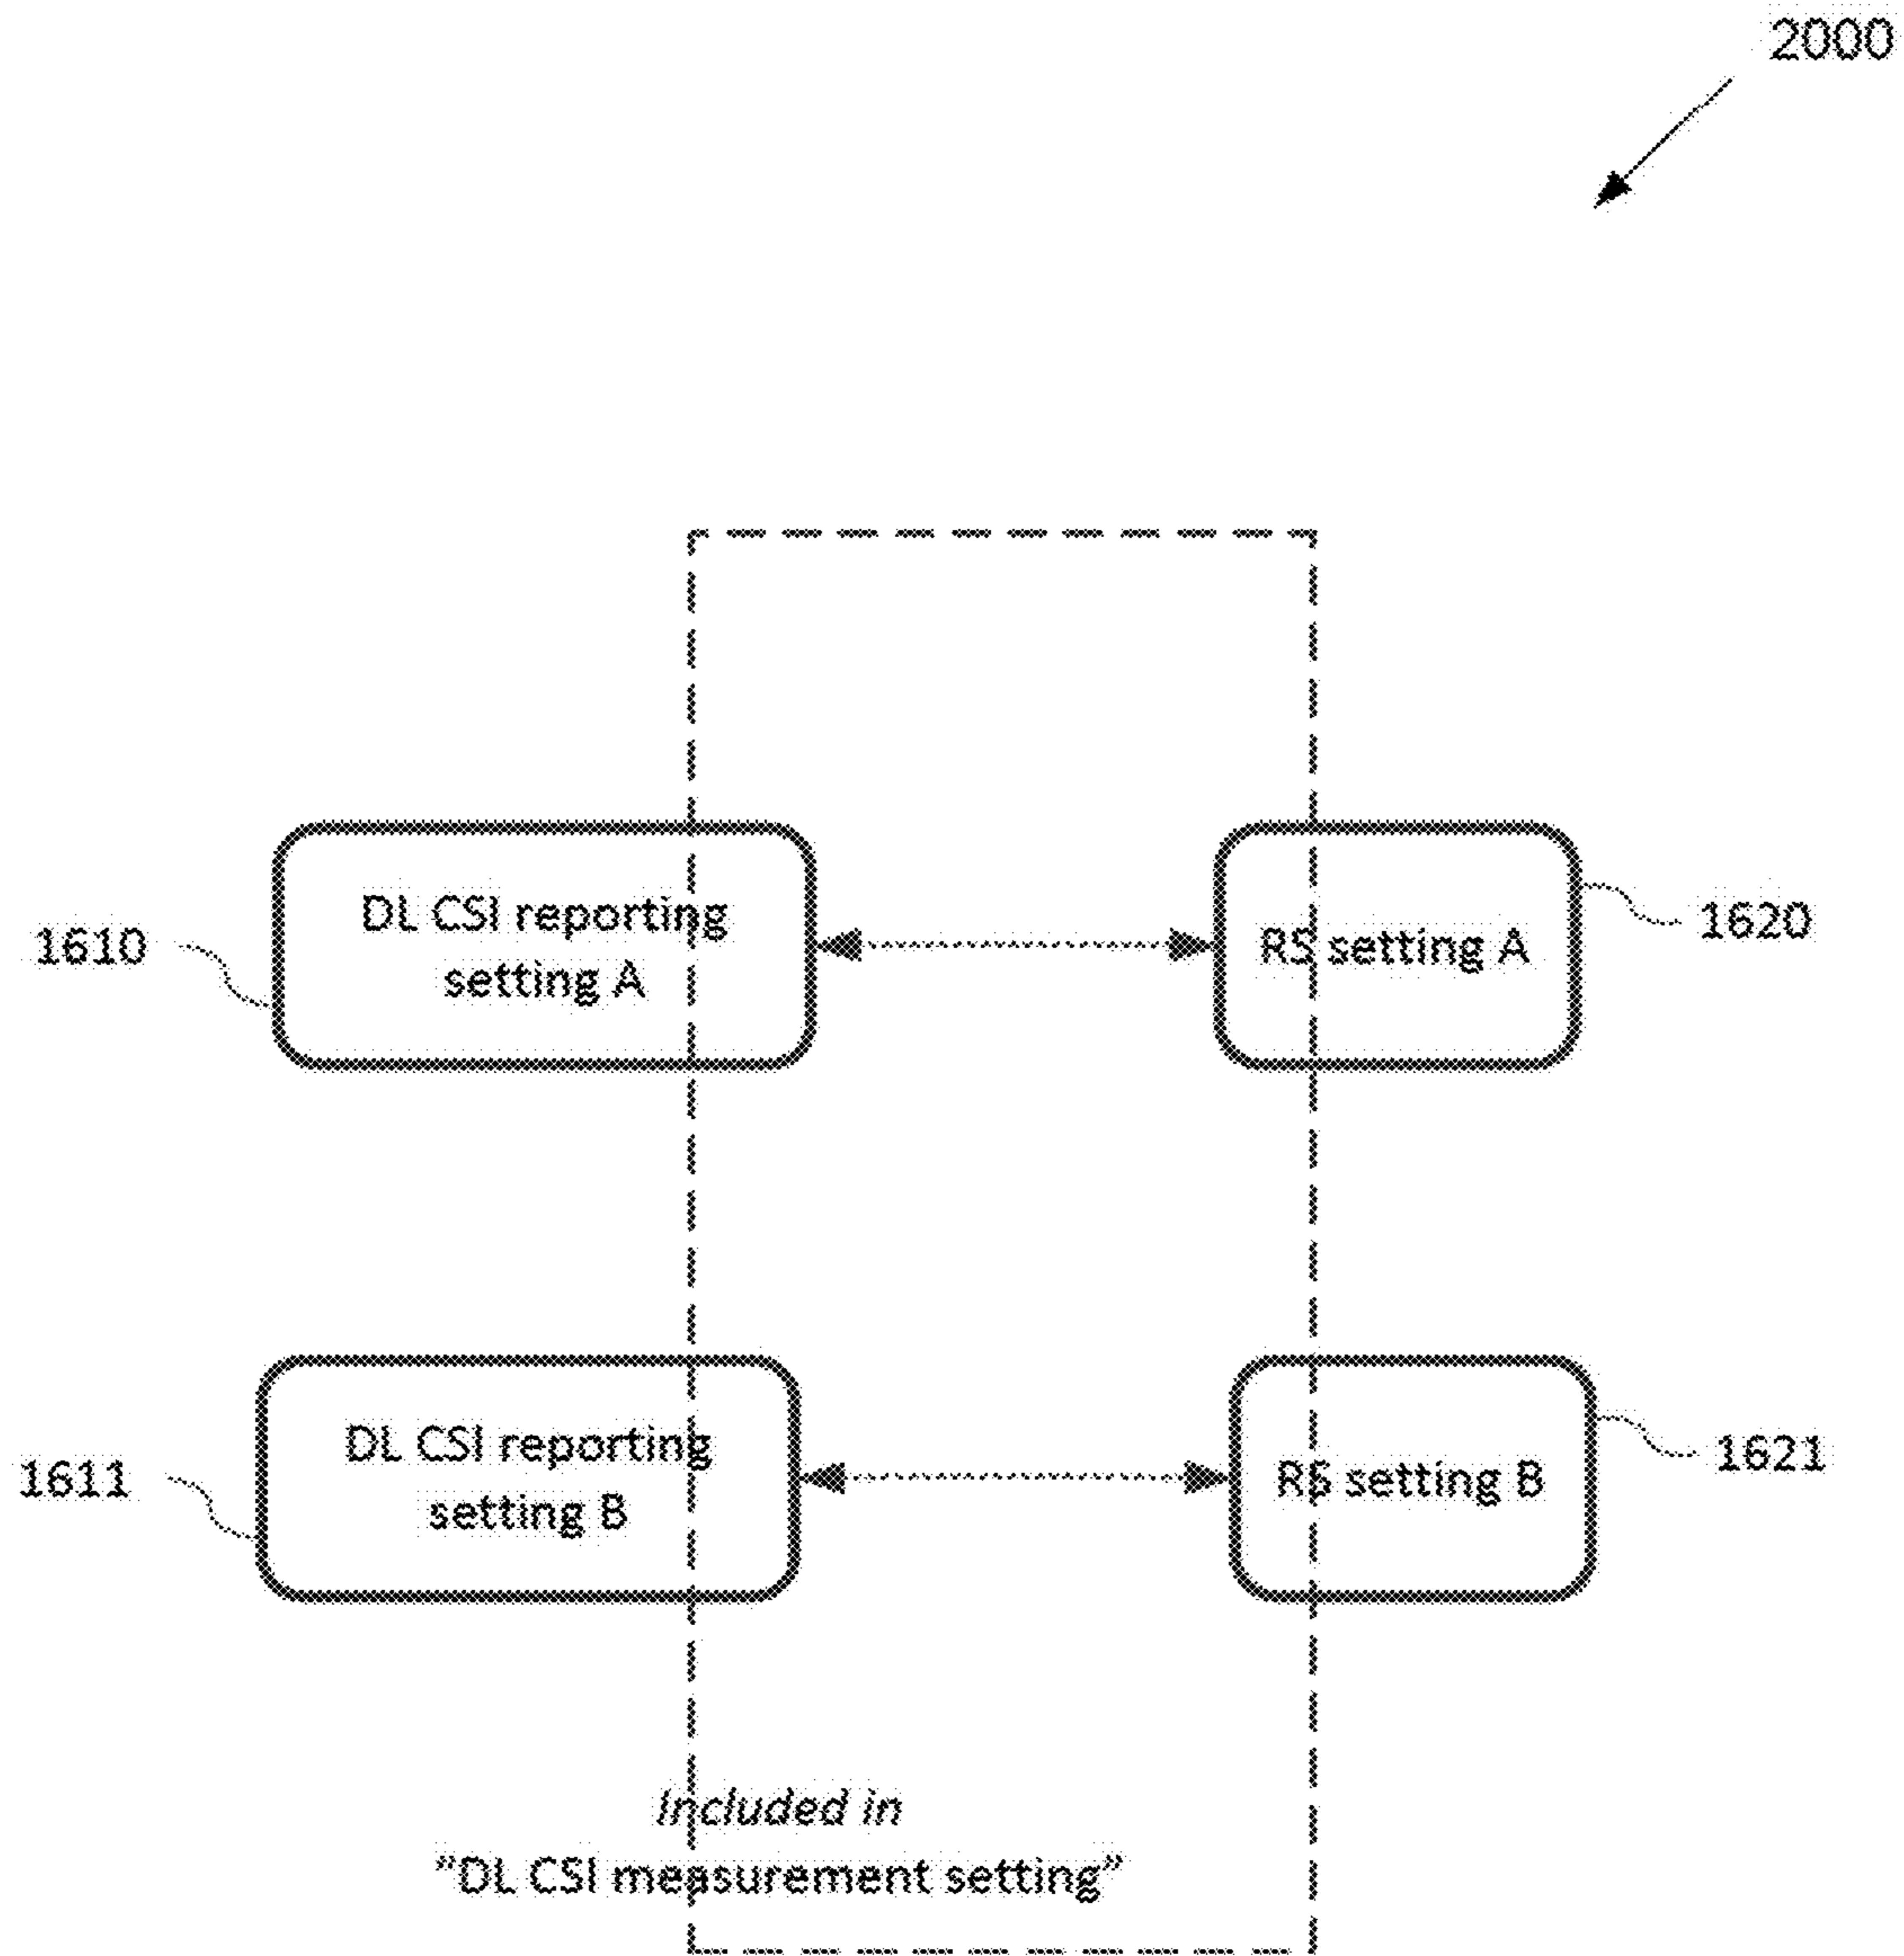 2000
DL CSI reporting
setting A
1610
RS setting A
1620
DL CSI reporting
setting B
1611
RS setting B
1621
Included in
"DL CSI measurement setting"